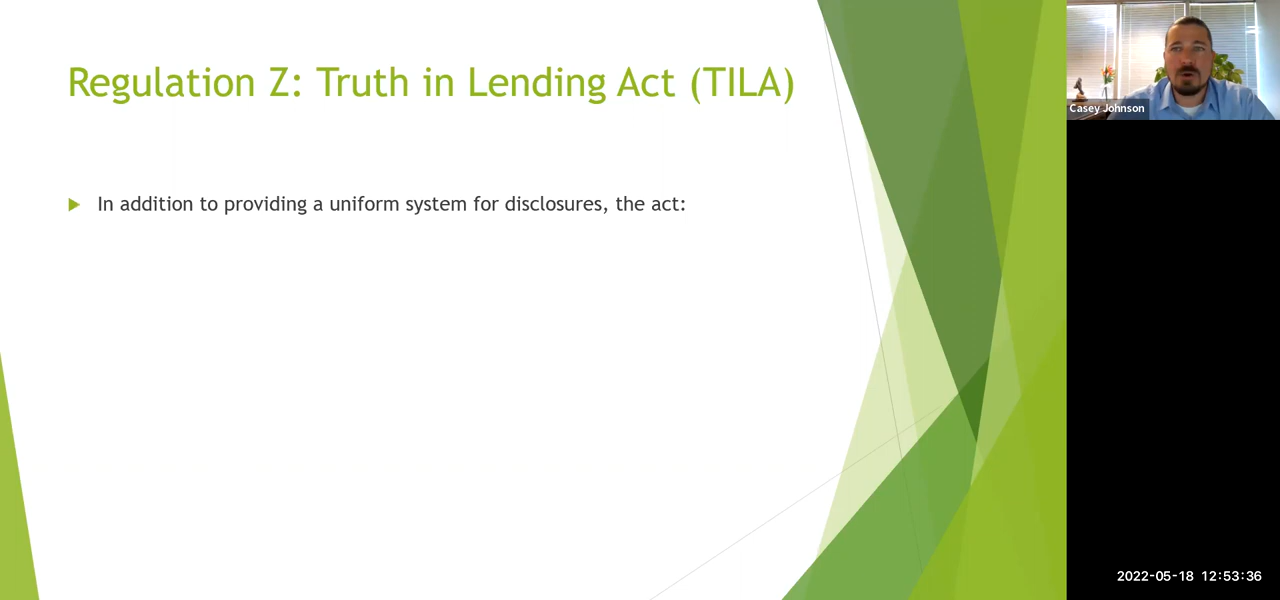 Regulation Z: Truth in Lending Act (TILA)
In addition to providing a uniform system for disclosures, the act:
Casey Johnson
2022-05-18 12:53:36